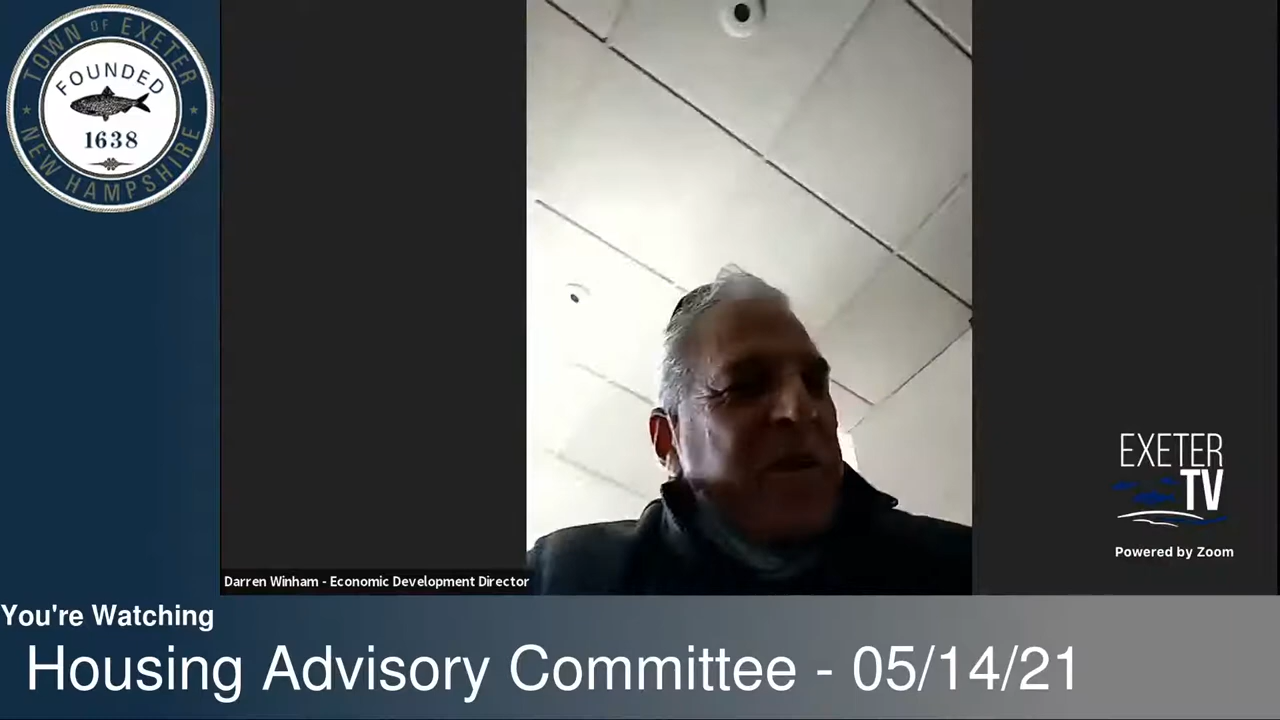 TOWN OF EXETER
FOUNDED
1638
NEW HAMPSHIRE
EXETER
TV
Powered by Zoom
Darren Winham - Economic Development Director
You're Watching
Housing Advisory Committee - 05/14/21